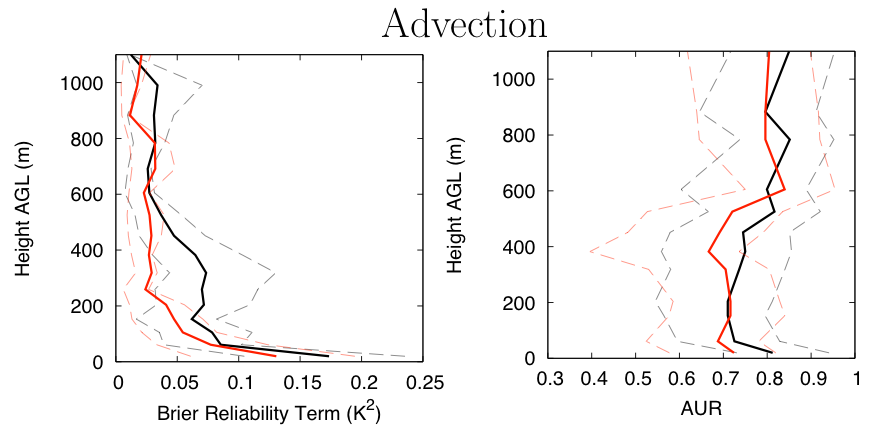 Advection
Height AGL (m)
1000
800
600
400
200
0
0 0.05 0.1 0.15 0.2 0.25
Brier Reliability Term (K²)
Height AGL (m)
1000
800
600
400
200
0
0.3 0.4 0.5 0.6 0.7 0.8 0.9 1
AUR